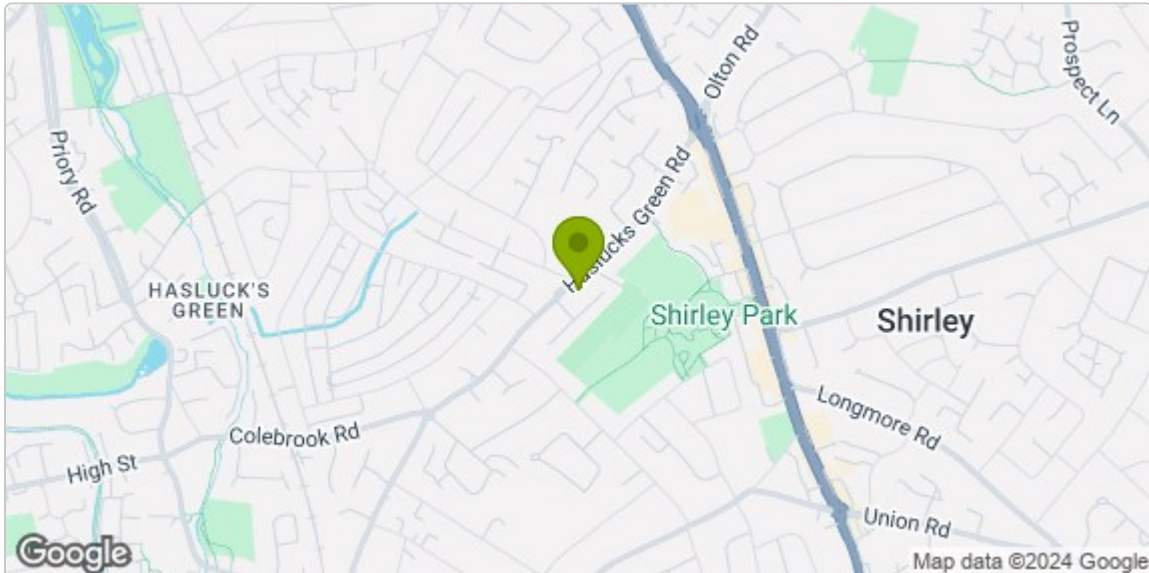 Olton Rd
Prospect Ln
Priory Rd
Haslucks Green Rd
HASLUCK'S
GREEN
Shirley Park
Shirley
Longmore Rd
Colebrook Rd
High St
Union Rd
Google
Map data ©2024 Google